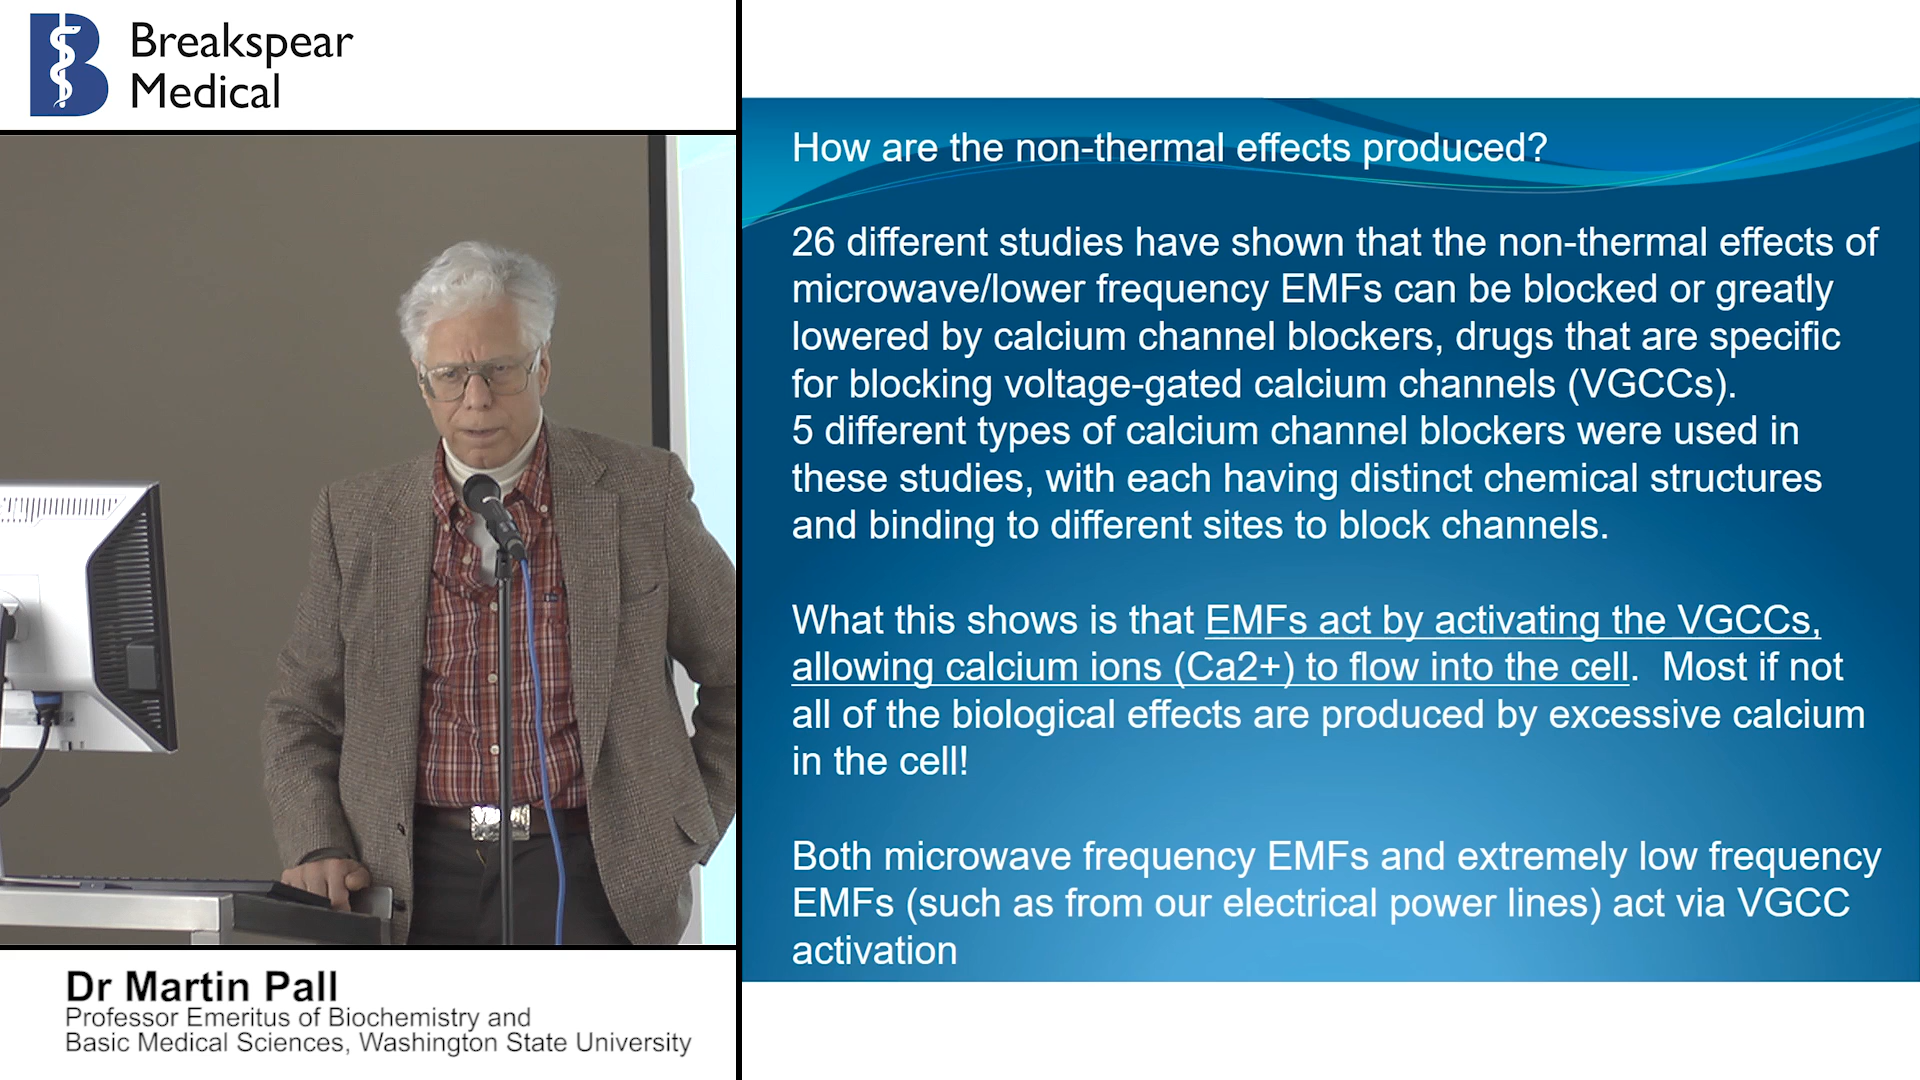 Breakspear
Medical
How are the non-thermal effects produced?
26 different studies have shown that the non-thermal effects of
microwave/lower frequency EMFs can be blocked or greatly
lowered by calcium channel blockers, drugs that are specific
for blocking voltage-gated calcium channels (VGCCs).
5 different types of calcium channel blockers were used in
these studies, with each having distinct chemical structures
and binding to different sites to block channels.
What this shows is that EMFs act by activating the VGCCs,
allowing calcium ions (Ca2+) to flow into the cell. Most if not
all of the biological effects are produced by excessive calcium
in the cell!
Both microwave frequency EMFs and extremely low frequency
EMFs (such as from our electrical power lines) act via VGCC
activation
Dr Martin Pall
Professor Emeritus of Biochemistry and
Basic Medical Sciences, Washington State University